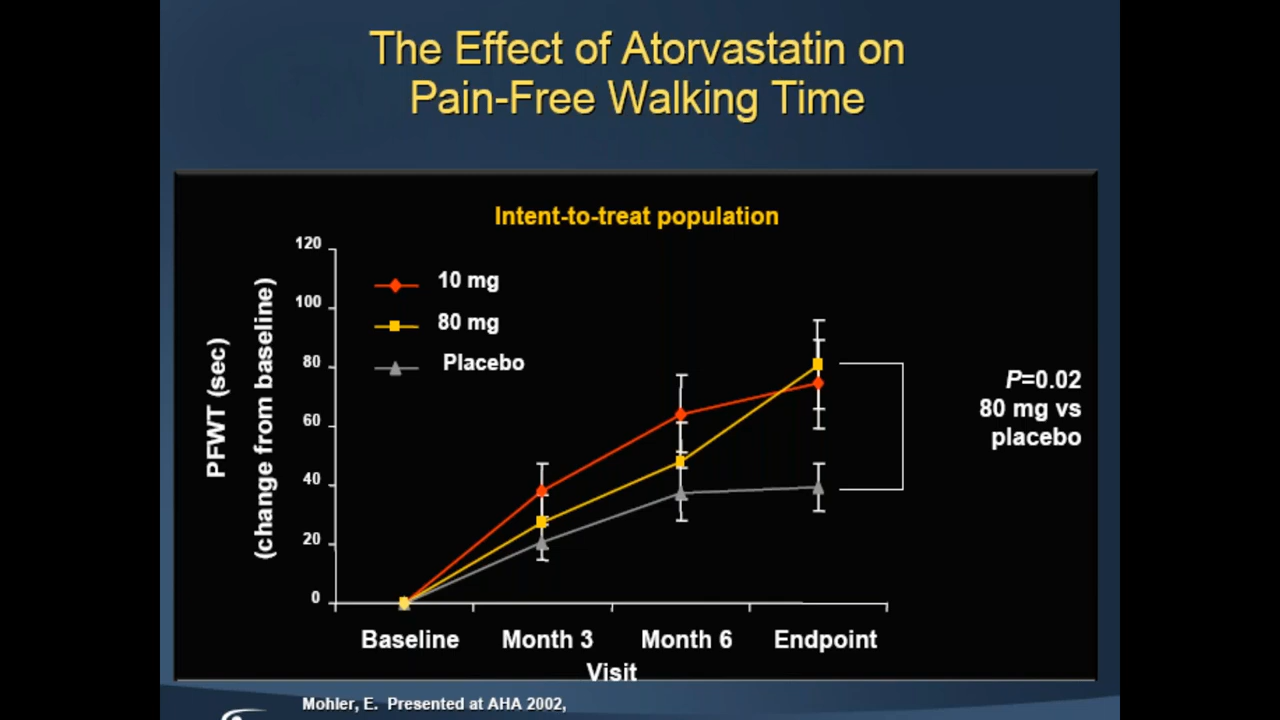 The Effect of Atorvastatin on
Pain-Free Walking Time
Intent-to-treat population
120
100
80
60
40
20
0
PFWT (sec)
(change from baseline)
10 mg
80 mg
Placebo
P=0.02
80 mg vs
placebo
Baseline Month 3 Month 6 Endpoint
Visit
Mohler, E. Presented at AHA 2002,